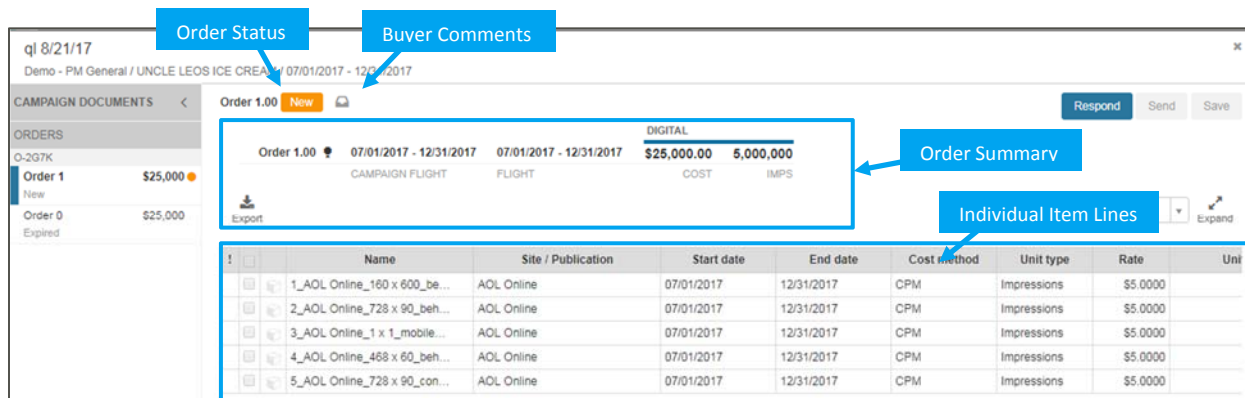 Order Status
Buyer Comments
ql 8/21/17
Demo - PM General / UNCLE LEOS ICE CREAM / 07/01/2017 - 12/31/2017
CAMPAIGN DOCUMENTS <
Order 1.00 New
Respond Send Save
ORDERS
O-2G7K
Order 1 $25,000
New
Order 0 $25,000
Expired
DIGITAL
Order 1.00 07/01/2017 - 12/31/2017 07/01/2017 - 12/31/2017 $25,000.00 5,000,000
CAMPAIGN FLIGHT FLIGHT COST IMPS
Order Summary
Export
Individual Item Lines
Expand
! Name Site / Publication Start date End date Cost method Unit type Rate Uni
1_AOL Online_160 x 600_be... AOL Online 07/01/2017 12/31/2017 CPM Impressions $5.0000
2_AOL Online_728 x 90_beh... AOL Online 07/01/2017 12/31/2017 CPM Impressions $5.0000
3_AOL Online_1 x 1_mobile... AOL Online 07/01/2017 12/31/2017 CPM Impressions $5.0000
4_AOL Online_468 x 60_beh... AOL Online 07/01/2017 12/31/2017 CPM Impressions $5.0000
5_AOL Online_728 x 90_con... AOL Online 07/01/2017 12/31/2017 CPM Impressions $5.0000